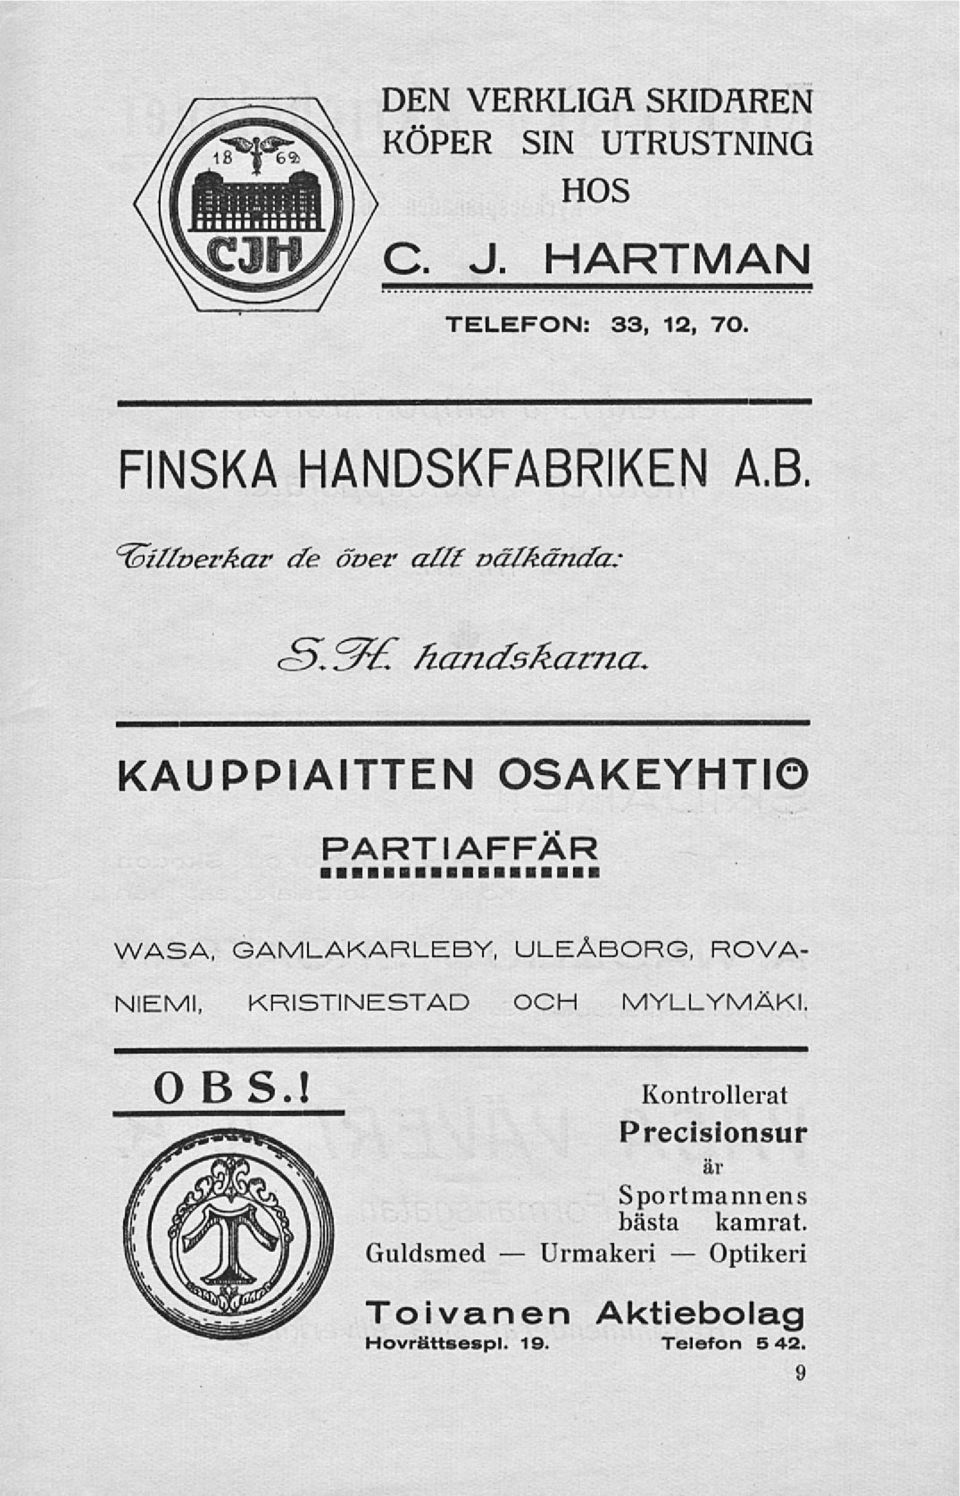 DEN VERKLIGA SKIDAREN
KÖPER SIN UTRUSTNING
HOS
18 69
CJH
C. J. HARTMAN
TELEFON: 33, 12, 70.
FINSKA HANDSKFABRIKEN A.B.
Tillverkar de över allt välkända:
S.H. handskarna.
KAUPPIAITTEN OSAKEYHTIÖ
PARTIAFFÄR
WASA, GAMLAKARLEBY, ULEÅBORG, ROVA-
NIEMI, KRISTINESTAD OCH MYLLYMÄKI.
OBS.!
Kontrollerat
Precisionsur
är
Sportmannens
bästa kamrat.
T
Guldsmed — Urmakeri — Optikeri
Toivanen Aktiebolag
Hovrättsespl. 19. Telefon 5 42.
9